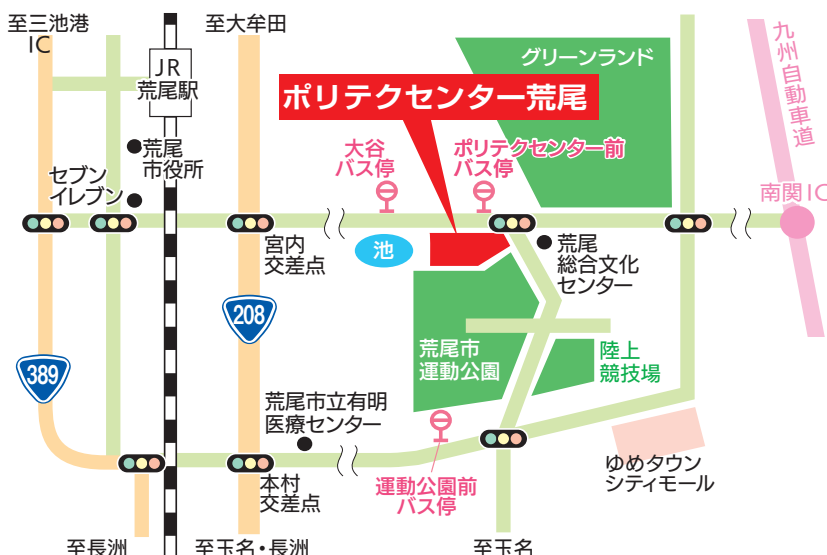 至三池港
IC
至大牟田
JR
荒尾駅
グリーンランド
九州自動車道
ポリテクセンター荒尾
荒尾
市役所
大谷
バス停
ポリテクセンター前
バス停
セブン
イレブン
南関IC
宮内
交差点
池
荒尾
総合文化
センター
208
389
荒尾市
運動公園
陸上
競技場
荒尾市立有明
医療センター
本村
交差点
運動公園前
バス停
ゆめタウン
シティモール
至長洲
至玉名・長洲
至玉名